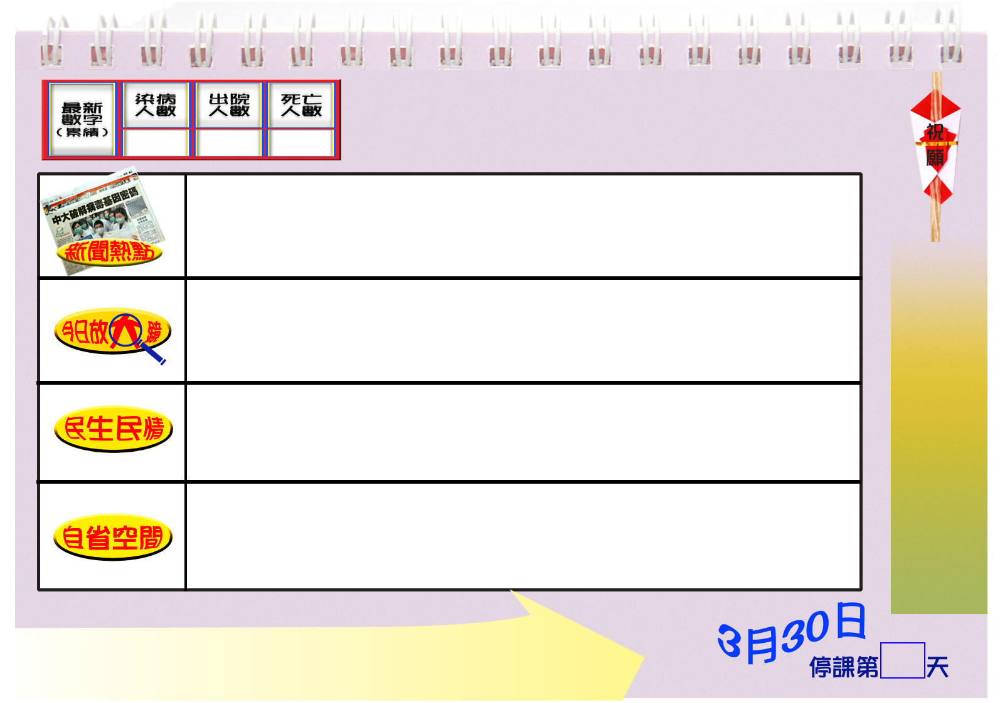 最新
數字
(累績)
染病
人數
出院
人數
死亡
人數
祝
願
中大破解病毒基因密碼
新聞熱點
今日放大鏡
民生民情
自省空間
3月30日
停課第
天